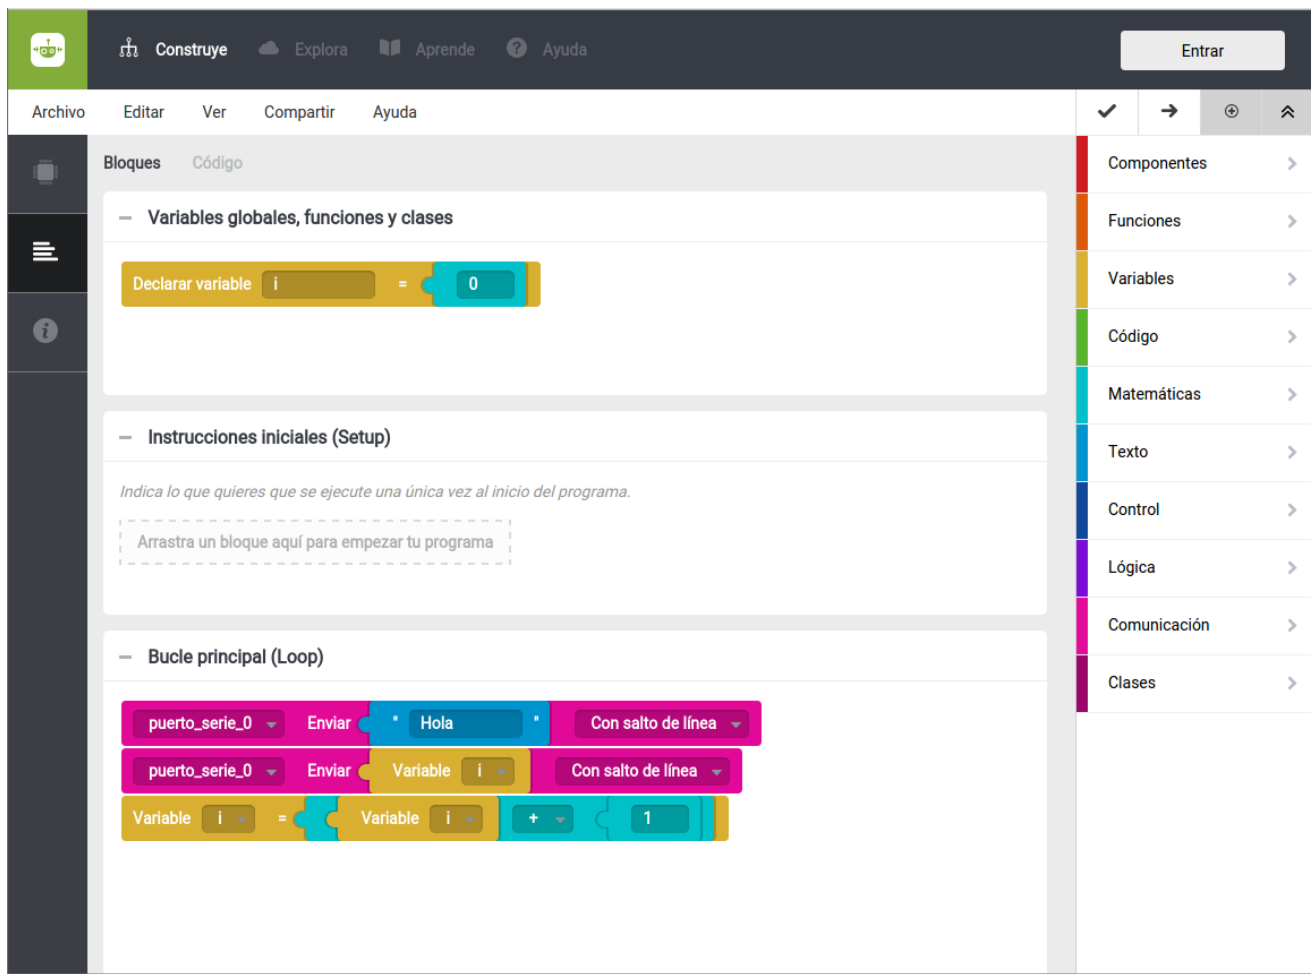 Construye Explora Aprende Ayuda Entrar
Archivo Editar Ver Compartir Ayuda
Bloques Código
Variables globales, funciones y clases
Declarar variable i = 0
Instrucciones iniciales (Setup)
Indica lo que quieres que se ejecute una única vez al inicio del programa.
Arrastra un bloque aquí para empezar tu programa
Bucle principal (Loop)
puerto_serie_0 Enviar " Hola " Con salto de línea
puerto_serie_0 Enviar Variable i Con salto de línea
Variable i = Variable i + 1
Componentes
Funciones
Variables
Código
Matemáticas
Texto
Control
Lógica
Comunicación
Clases